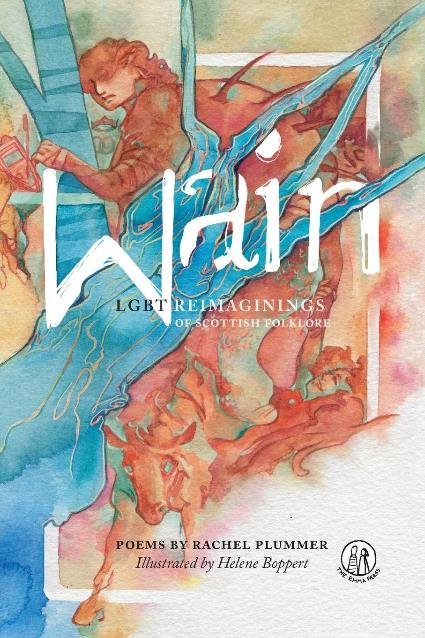 Wain
LGBT REIMAGININGS
OF SCOTTISH FOLKLORE
POEMS BY RACHEL PLUMMER
Illustrated by Helene Boppert
THE EMMA PRESS